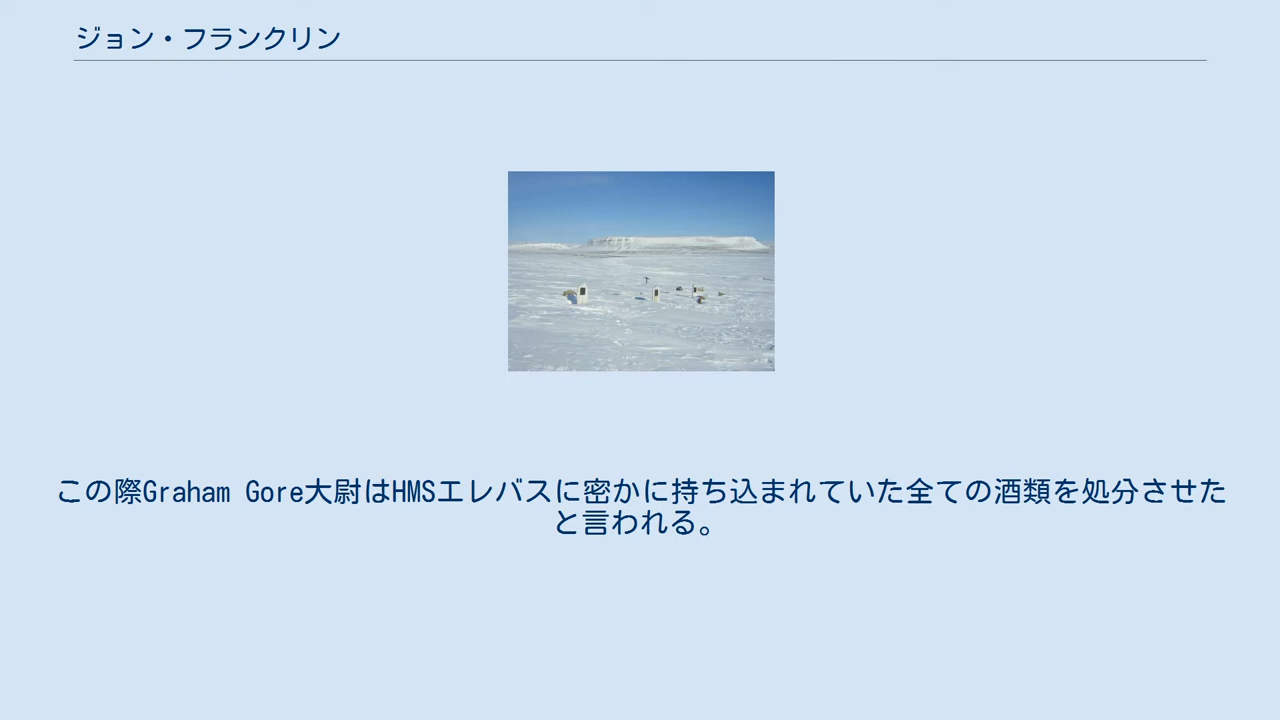 ジョン・フランクリン
この際Graham Gore大尉はHMSエレバスに密かに持ち込まれていた全ての酒類を処分させた
と言われる。